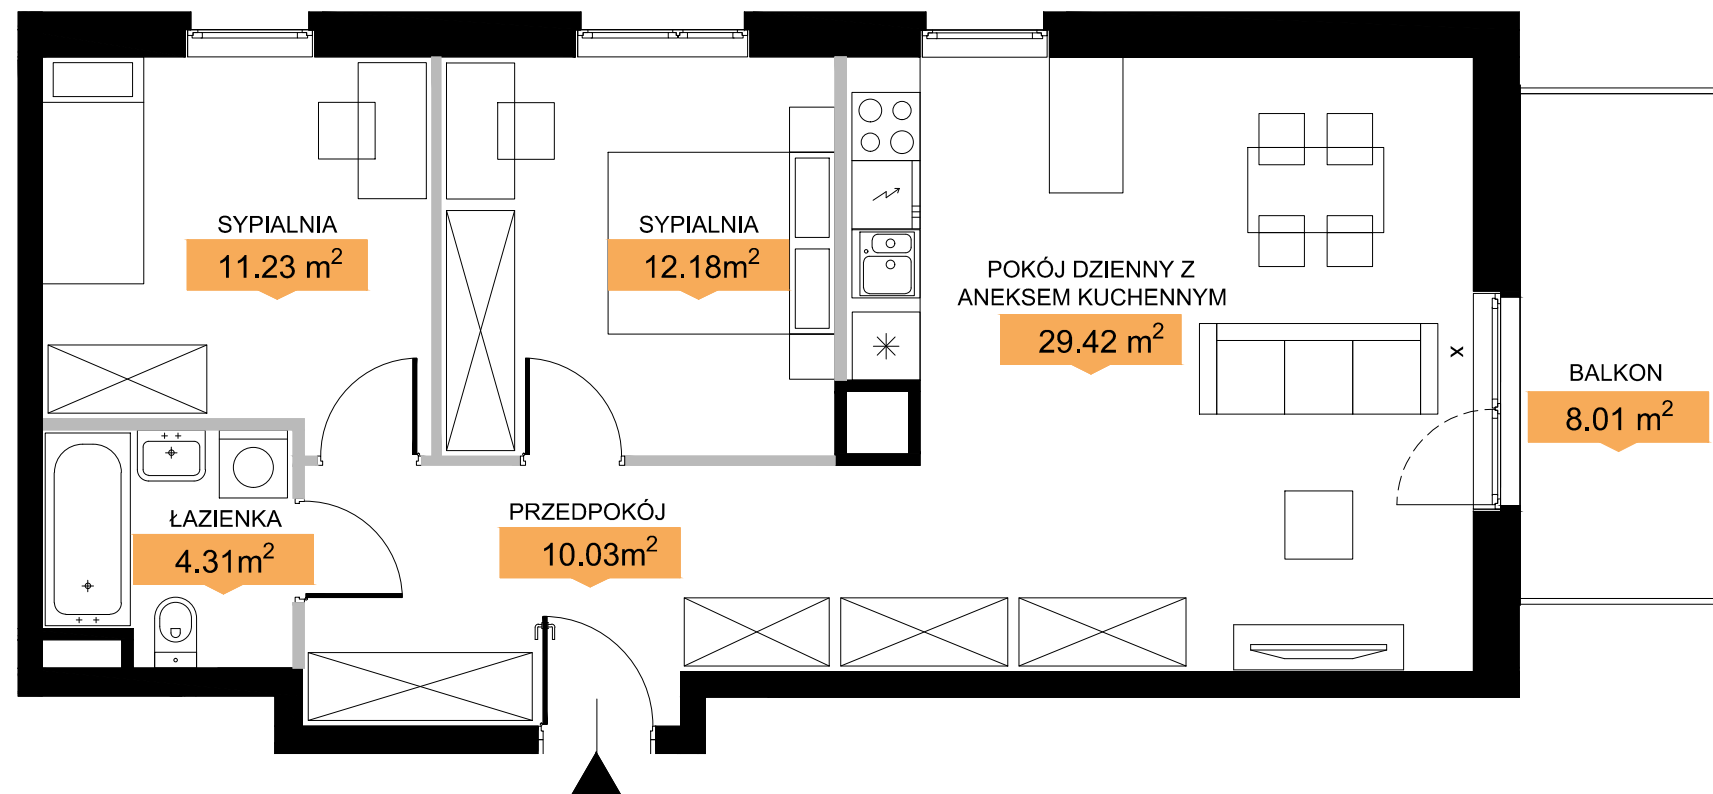 SYPIALNIA
11.23 m²
SYPIALNIA
12.18m²
POKÓJ DZIENNY Z
ANEKSEM KUCHENNYM
29.42 m²
x
BALKON
8.01 m²
ŁAZIENKA
4.31m²
PRZEDPOKÓJ
10.03m²